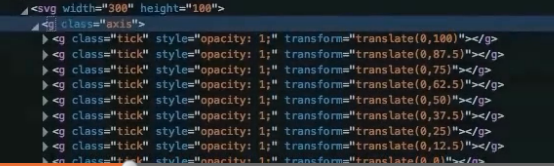 <svg width="300" height="100">
<g class="axis">
<g class="tick" style="opacity: 1;" transform="translate(0,100)"></g>
<g class="tick" style="opacity: 1;" transform="translate(0,87.5)"></g>
<g class="tick" style="opacity: 1;" transform="translate(0,75)"></g>
<g class="tick" style="opacity: 1;" transform="translate(0,62.5)"></g>
<g class="tick" style="opacity: 1;" transform="translate(0,50)"></g>
<g class="tick" style="opacity: 1;" transform="translate(0,37.5)"></g>
<g class="tick" style="opacity: 1;" transform="translate(0,25)"></g>
<g class="tick" style="opacity: 1;" transform="translate(0,12.5)"></g>
<g class="tick" style="opacity: 1;" transform="translate(0,0)"></g>